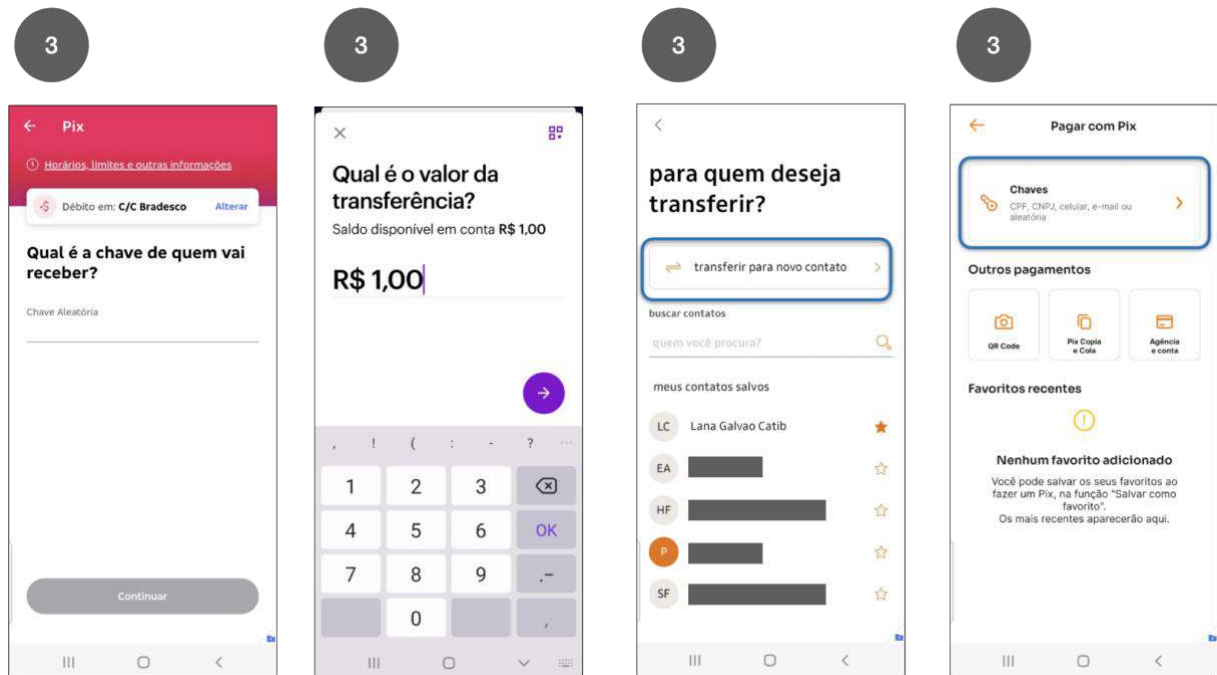 3
3
3
3
Pix
Horários, limites e outras informações
Débito em: C/C Bradesco
Alterar
Qual é a chave de quem vai
receber?
Chave Aleatória
Continuar
Qual é o valor da
transferência?
Saldo disponível em conta R$ 1,00
R$ 1,00
, ! ( : - ? ...
1 2 3
4 5 6 OK
7 8 9 .-
0 ,
para quem deseja
transferir?
transferir para novo contato
buscar contatos
quem você procura?
meus contatos salvos
LC Lana Galvao Catib
EA
HF
P
SF
Pagar com Pix
Chaves
CPF, CNPJ, celular, e-mail ou
aleatória
Outros pagamentos
QR Code
Pix Copia
e Cola
Agência
e conta
Favoritos recentes
Nenhum favorito adicionado
Você pode salvar os seus favoritos ao
fazer um Pix, na função "Salvar como
favorito".
Os mais recentes aparecerão aqui.